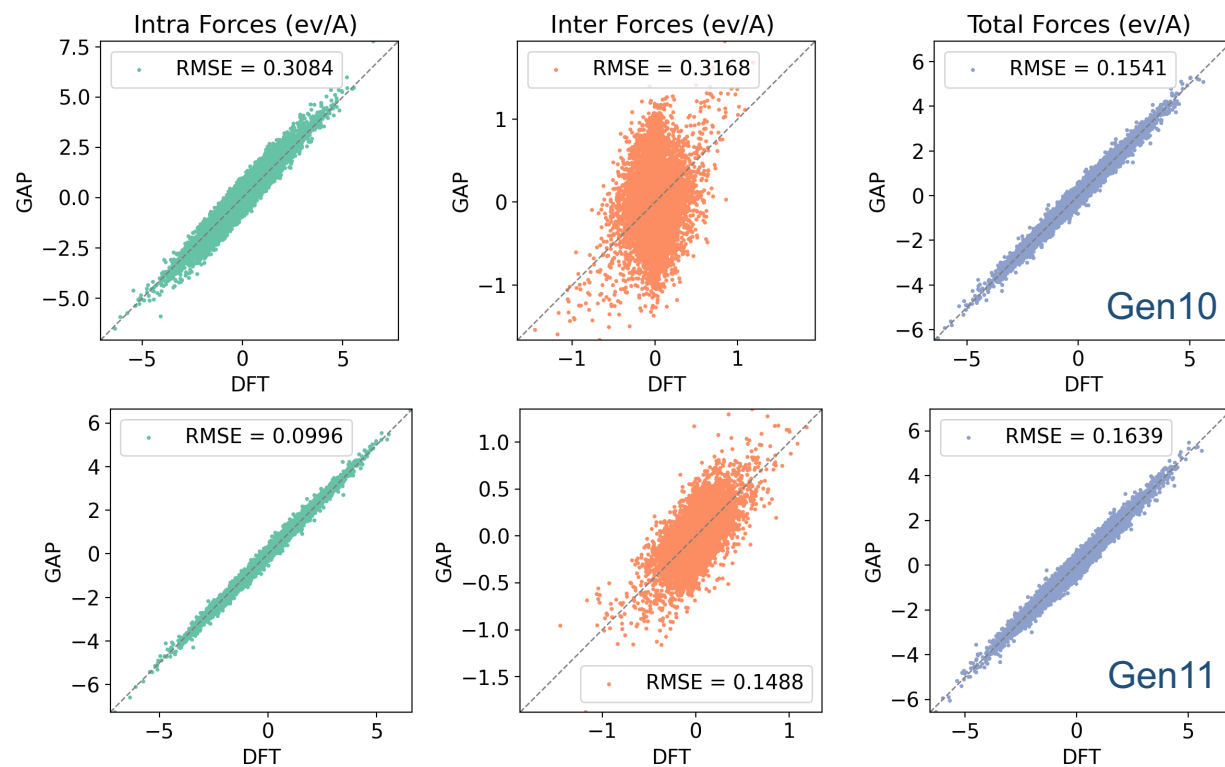 Intra Forces (ev/A)
Inter Forces (ev/A)
Total Forces (ev/A)
7.5
5.0
2.5
0.0
−2.5
−5.0
GAP
RMSE = 0.3084
−5
0
5
DFT
1
0
−1
GAP
RMSE = 0.3168
−1
0
1
DFT
6
4
2
0
−2
−4
−6
GAP
RMSE = 0.1541
Gen10
−5
0
5
DFT
6
4
2
0
−2
−4
−6
GAP
RMSE = 0.0996
−5
0
5
DFT
1.0
0.5
0.0
−0.5
−1.0
−1.5
GAP
RMSE = 0.1488
−1
0
1
DFT
6
4
2
0
−2
−4
−6
GAP
RMSE = 0.1639
Gen11
−5
0
5
DFT